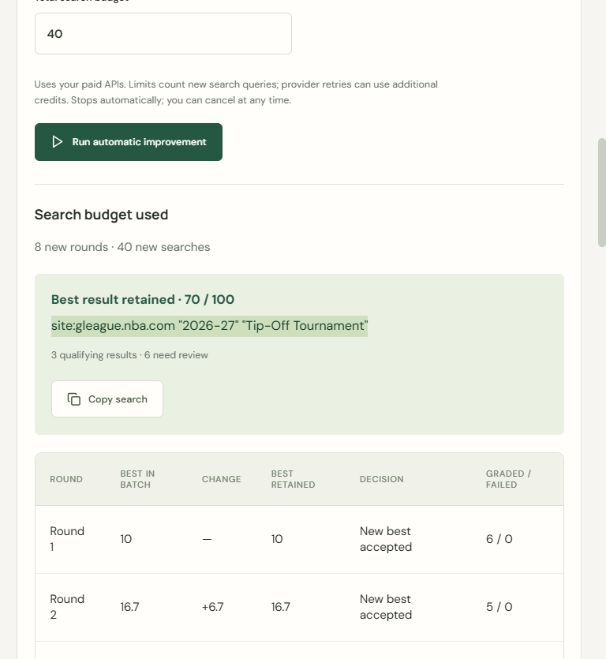 40
Uses your paid APIs. Limits count new search queries; provider retries can use additional
credits. Stops automatically; you can cancel at any time.
Run automatic improvement
Search budget used
8 new rounds · 40 new searches
Best result retained · 70 / 100
site:gleague.nba.com "2026-27" "Tip-Off Tournament"
3 qualifying results · 6 need review
Copy search
ROUND BEST IN BATCH CHANGE BEST RETAINED DECISION GRADED / FAILED
Round 1 10 — 10 New best accepted 6 / 0
Round 2 16.7 +6.7 16.7 New best accepted 5 / 0